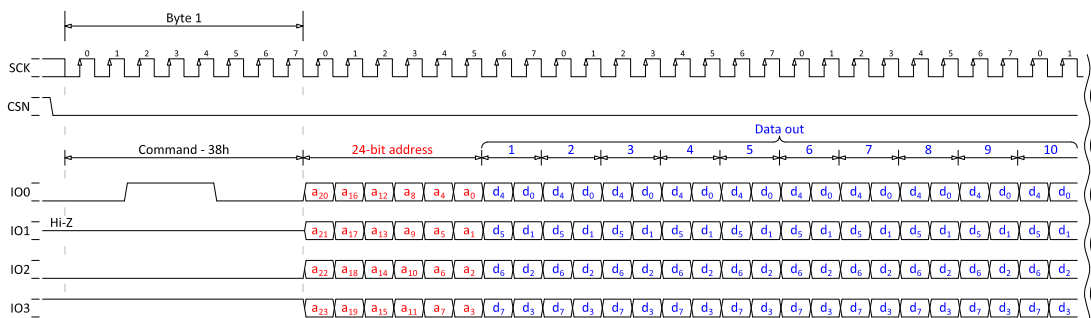 Byte 1
0 1 2 3 4 5 6 7 0 1 2 3 4 5 6 7 0 1 2 3 4 5 6 7 0 1 2 3 4 5 6 7 0 1
SCK
CSN
Data out
Command - 38h 24-bit address 1 2 3 4 5 6 7 8 9 10
IO0 a₂₀ a₁₆ a₁₂ a₈ a₄ a₀ d₄ d₀ d₄ d₀ d₄ d₀ d₄ d₀ d₄ d₀ d₄ d₀ d₄ d₀ d₄ d₀ d₄ d₀ d₄ d₀
IO1 Hi-Z a₂₁ a₁₇ a₁₃ a₉ a₅ a₁ d₅ d₁ d₅ d₁ d₅ d₁ d₅ d₁ d₅ d₁ d₅ d₁ d₅ d₁ d₅ d₁ d₅ d₁ d₅ d₁
IO2 a₂₂ a₁₈ a₁₄ a₁₀ a₆ a₂ d₆ d₂ d₆ d₂ d₆ d₂ d₆ d₂ d₆ d₂ d₆ d₂ d₆ d₂ d₆ d₂ d₆ d₂ d₆ d₂
IO3 a₂₃ a₁₉ a₁₅ a₁₁ a₇ a₃ d₇ d₃ d₇ d₃ d₇ d₃ d₇ d₃ d₇ d₃ d₇ d₃ d₇ d₃ d₇ d₃ d₇ d₃ d₇ d₃